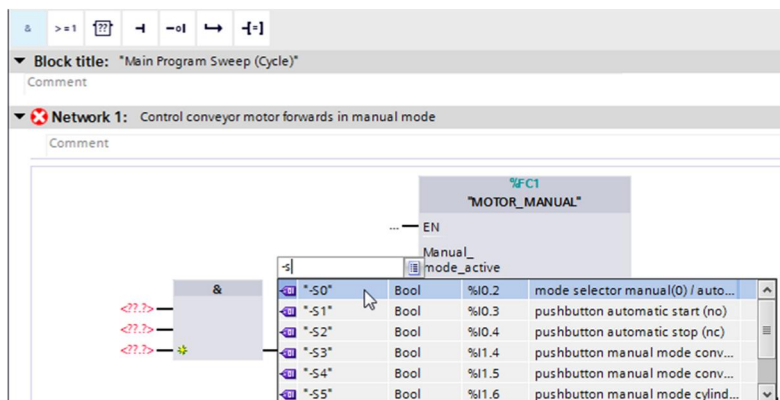 & >=1 ?? -| -o| ↪ -[=]
Block title: "Main Program Sweep (Cycle)"
Comment
Network 1: Control conveyor motor forwards in manual mode
Comment
%FC1
"MOTOR_MANUAL"
... EN
Manual_
mode_active
-s
&
<??.?>
<??.?>
<??.?>
"-S0" Bool %I0.2 mode selector manual(0) / auto...
"-S1" Bool %I0.3 pushbutton automatic start (no)
"-S2" Bool %I0.4 pushbutton automatic stop (nc)
"-S3" Bool %I1.4 pushbutton manual mode conv...
"-S4" Bool %I1.5 pushbutton manual mode conv...
"-S5" Bool %I1.6 pushbutton manual mode cylind...